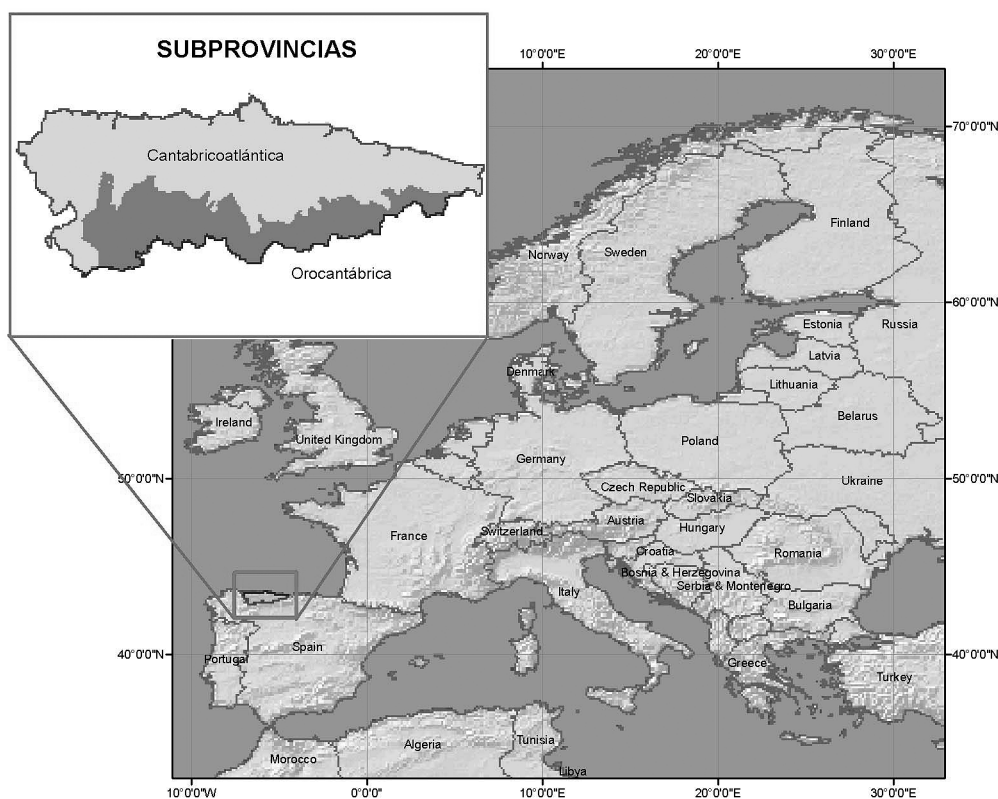 SUBPROVINCIAS
Cantabricoatlántica
Orocantábrica
10°0'0"E
20°0'0"E
30°0'0"E
70°0'0"N
Finland
Norway
Sweden
60°0'0"N
Estonia
Russia
Latvia
Denmark
Lithuania
Belarus
Ireland
United Kingdom
Poland
Germany
50°0'0"N
50°0'0"N
Ukraine
Czech Republic
Slovakia
Austria
Hungary
France
Switzerland
Croatia
Romania
Bosnia & Herzegovina
Serbia & Montenegro
Italy
Bulgaria
Spain
40°0'0"N
Portugal
40°0'0"N
Greece
Turkey
Algeria
Tunisia
Morocco
Libya
10°0'0"W
0°0'0"
10°0'0"E
20°0'0"E
30°0'0"E